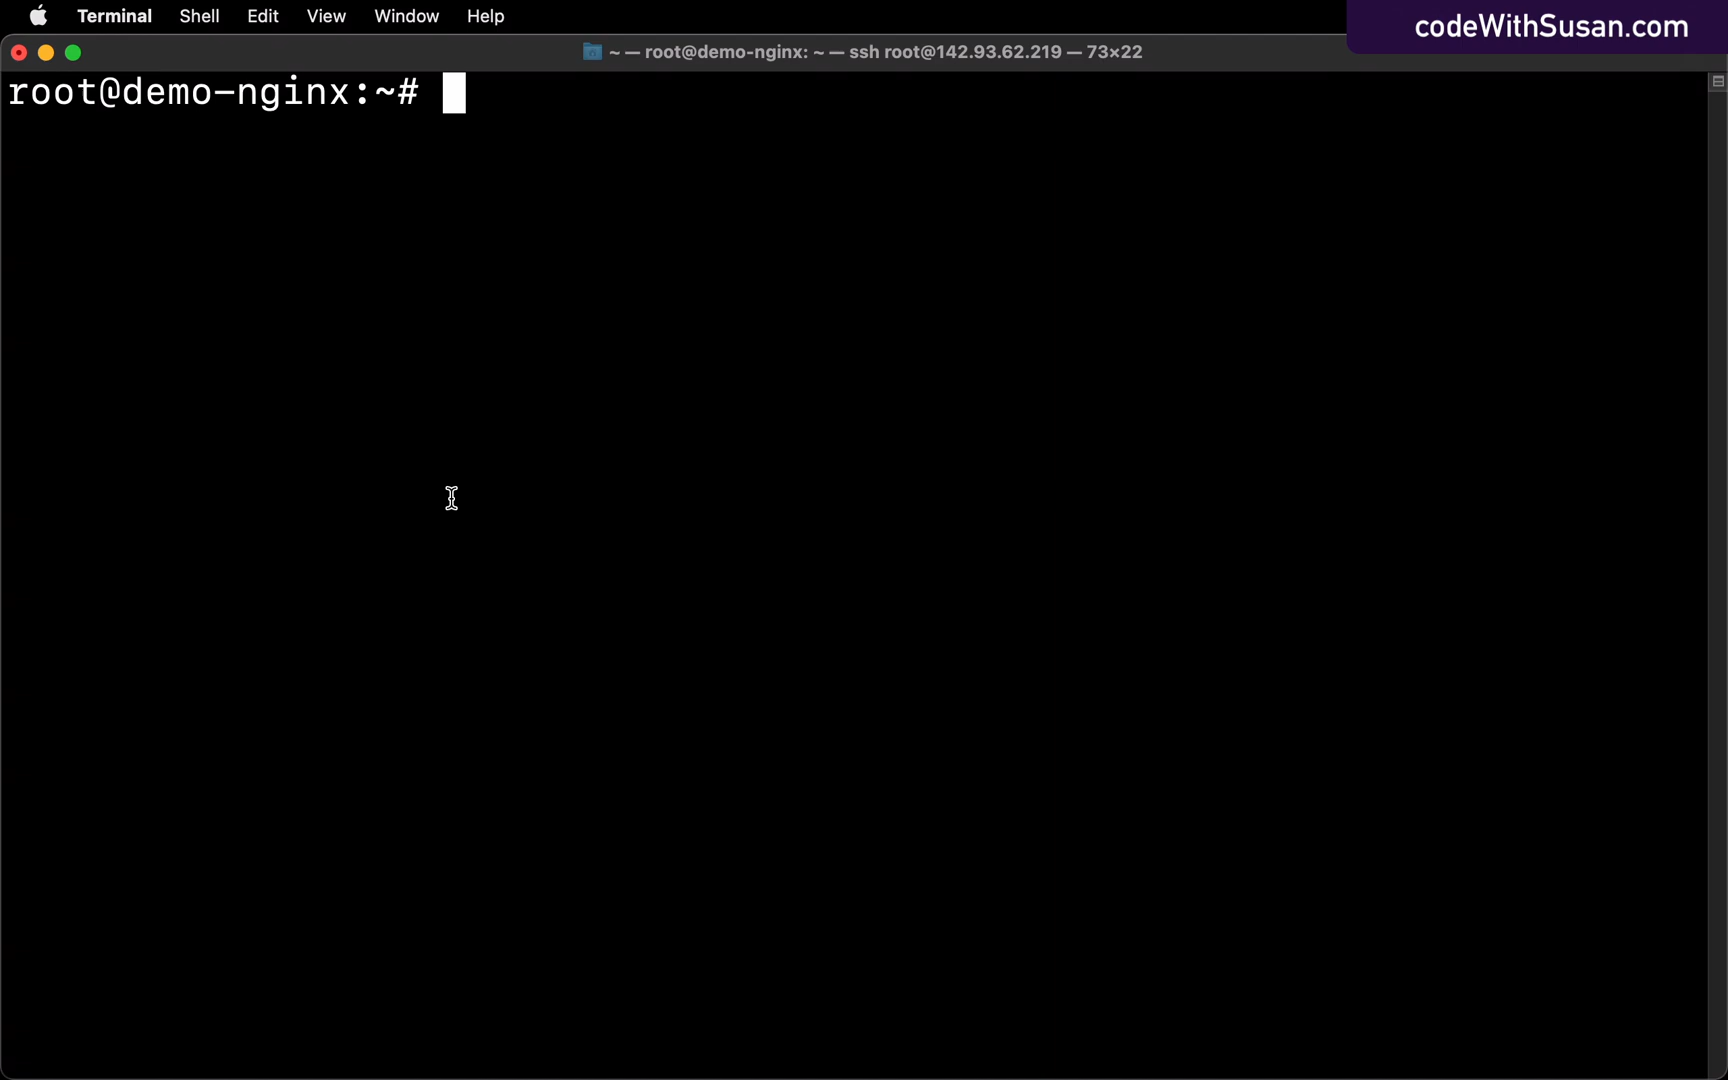 Terminal Shell Edit View Window Help
codeWithSusan.com
~ — root@demo-nginx: ~ — ssh root@142.93.62.219 — 73×22
root@demo-nginx:~#